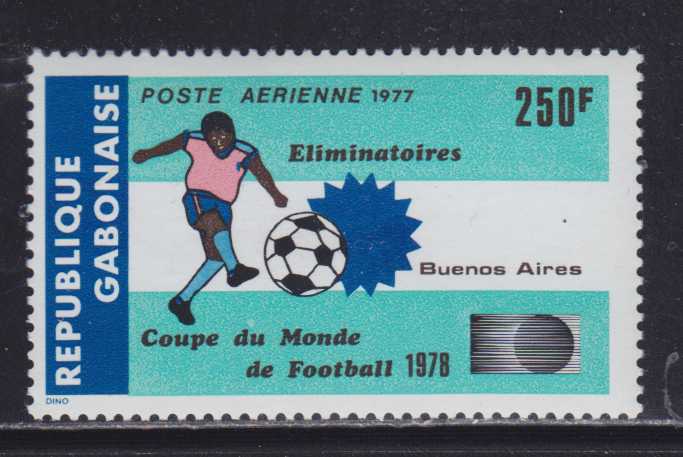 REPUBLIQUE
GABONAISE
POSTE AERIENNE 1977
250F
Eliminatoires
Buenos Aires
Coupe du Monde
de Football 1978
DINO